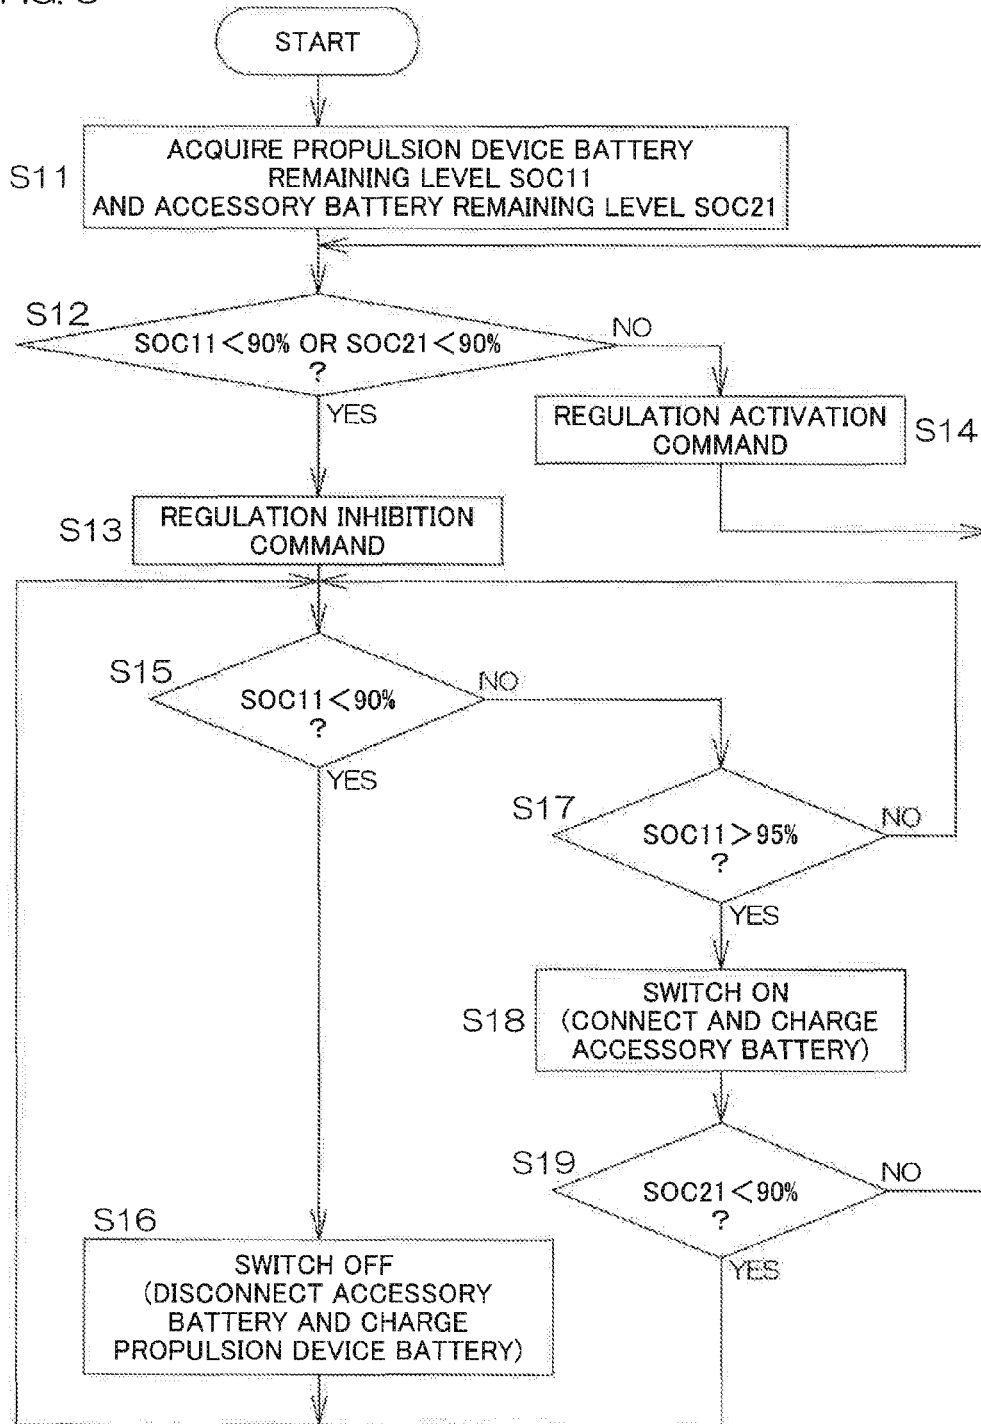 START
S11
ACQUIRE PROPULSION DEVICE BATTERY
REMAINING LEVEL SOC11
AND ACCESSORY BATTERY REMAINING LEVEL SOC21
S12
SOC11<90% OR SOC21<90%
?
NO
YES
REGULATION ACTIVATION
COMMAND
S14
S13
REGULATION INHIBITION
COMMAND
S15
SOC11<90%
?
NO
YES
S17
SOC11>95%
?
NO
YES
S18
SWITCH ON
(CONNECT AND CHARGE
ACCESSORY BATTERY)
S19
SOC21<90%
?
NO
YES
S16
SWITCH OFF
(DISCONNECT ACCESSORY
BATTERY AND CHARGE
PROPULSION DEVICE BATTERY)